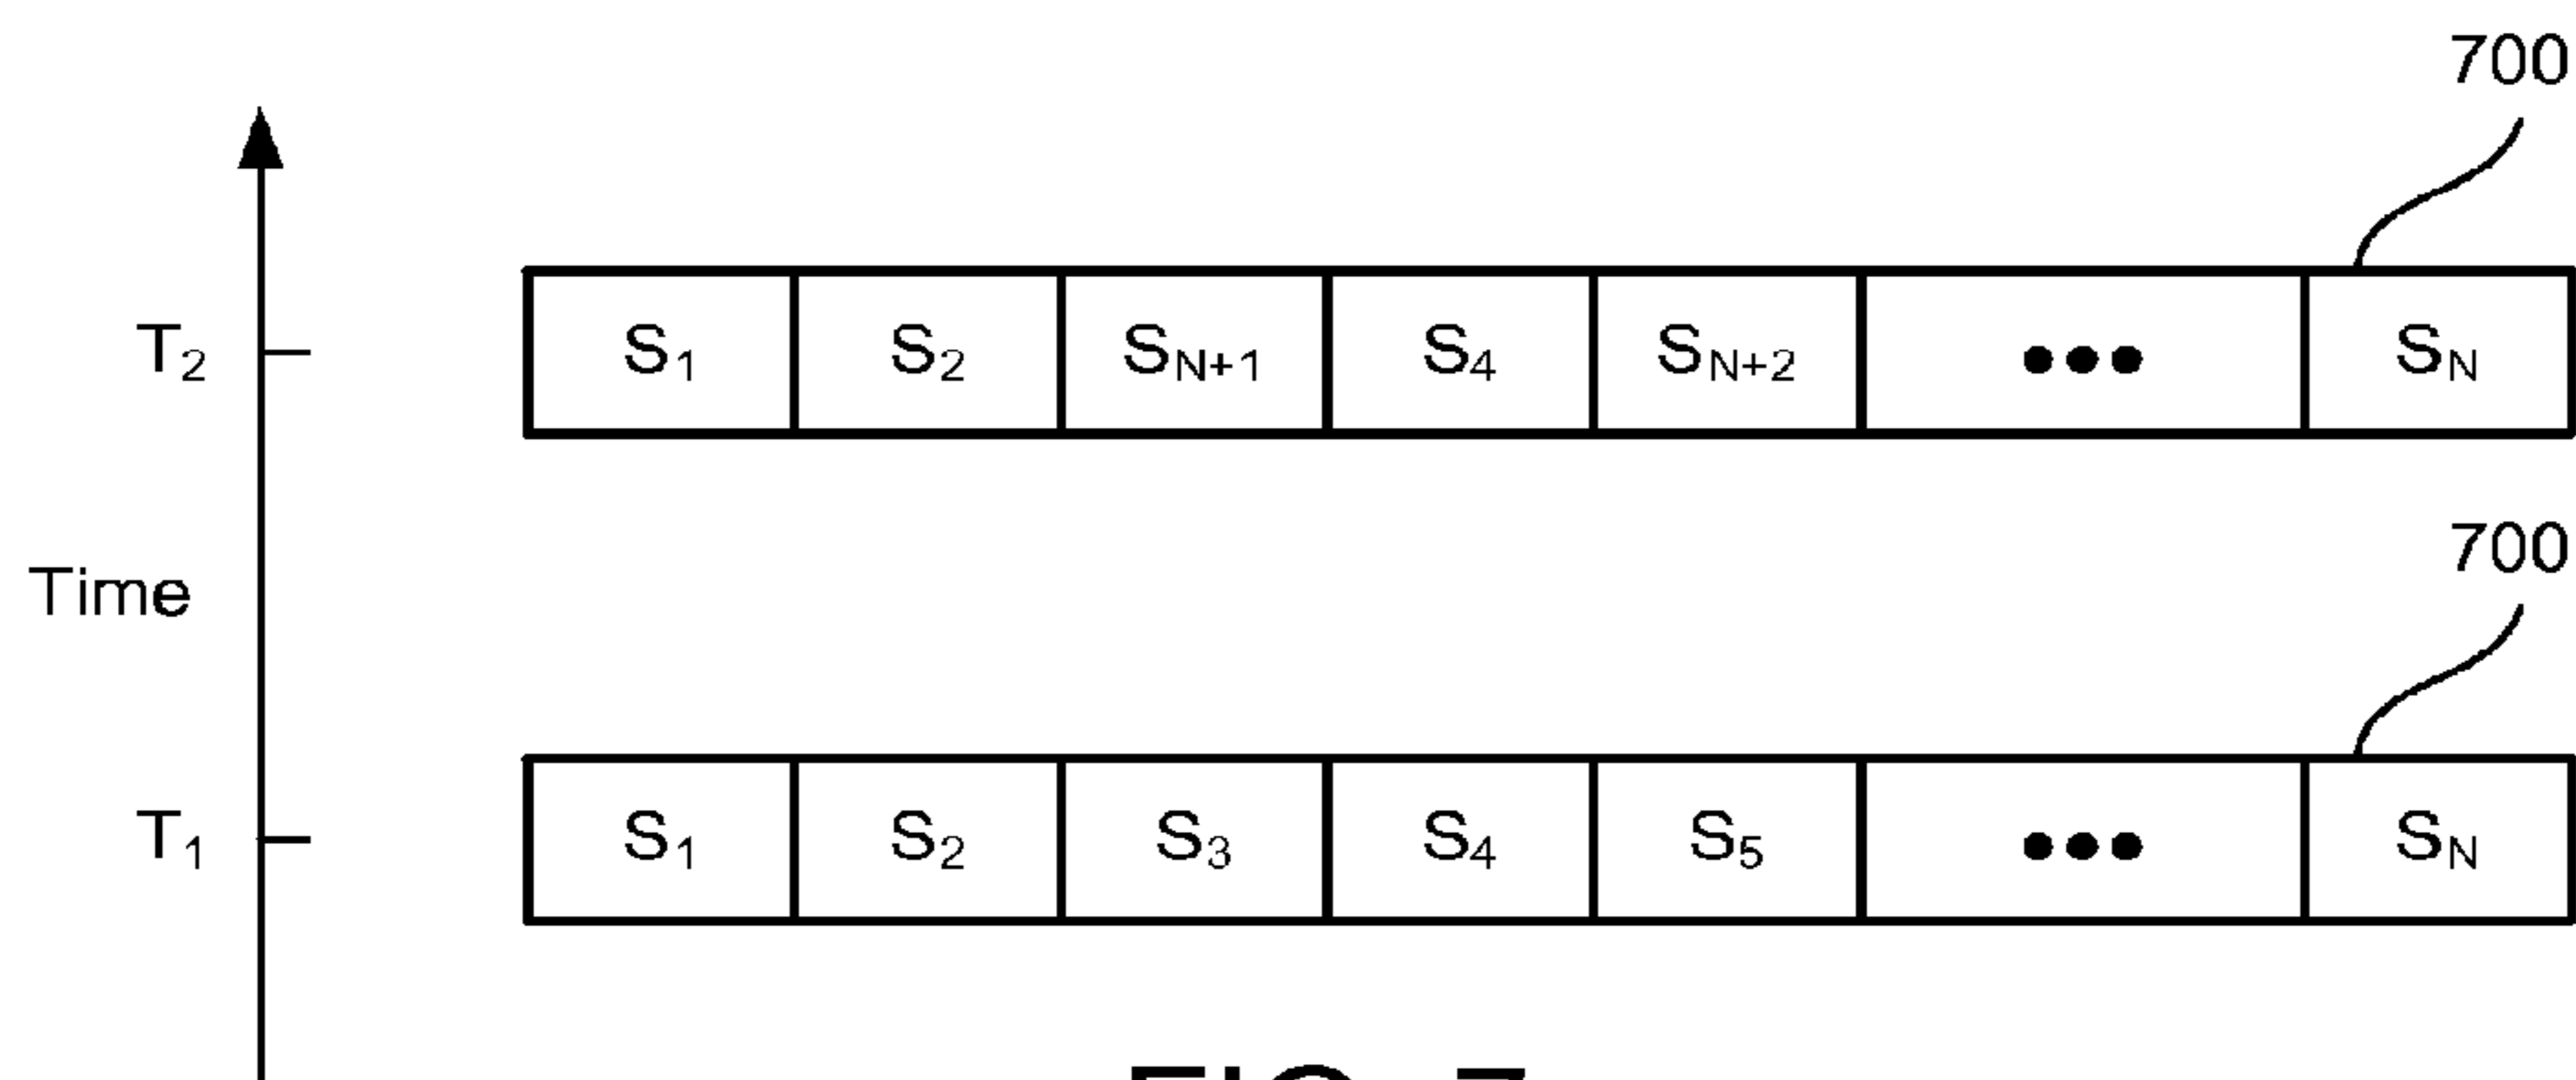 700
T₂ S₁ S₂ Sₙ₊₁ S₄ Sₙ₊₂ ●●● Sₙ
700
Time
T₁ S₁ S₂ S₃ S₄ S₅ ●●● Sₙ